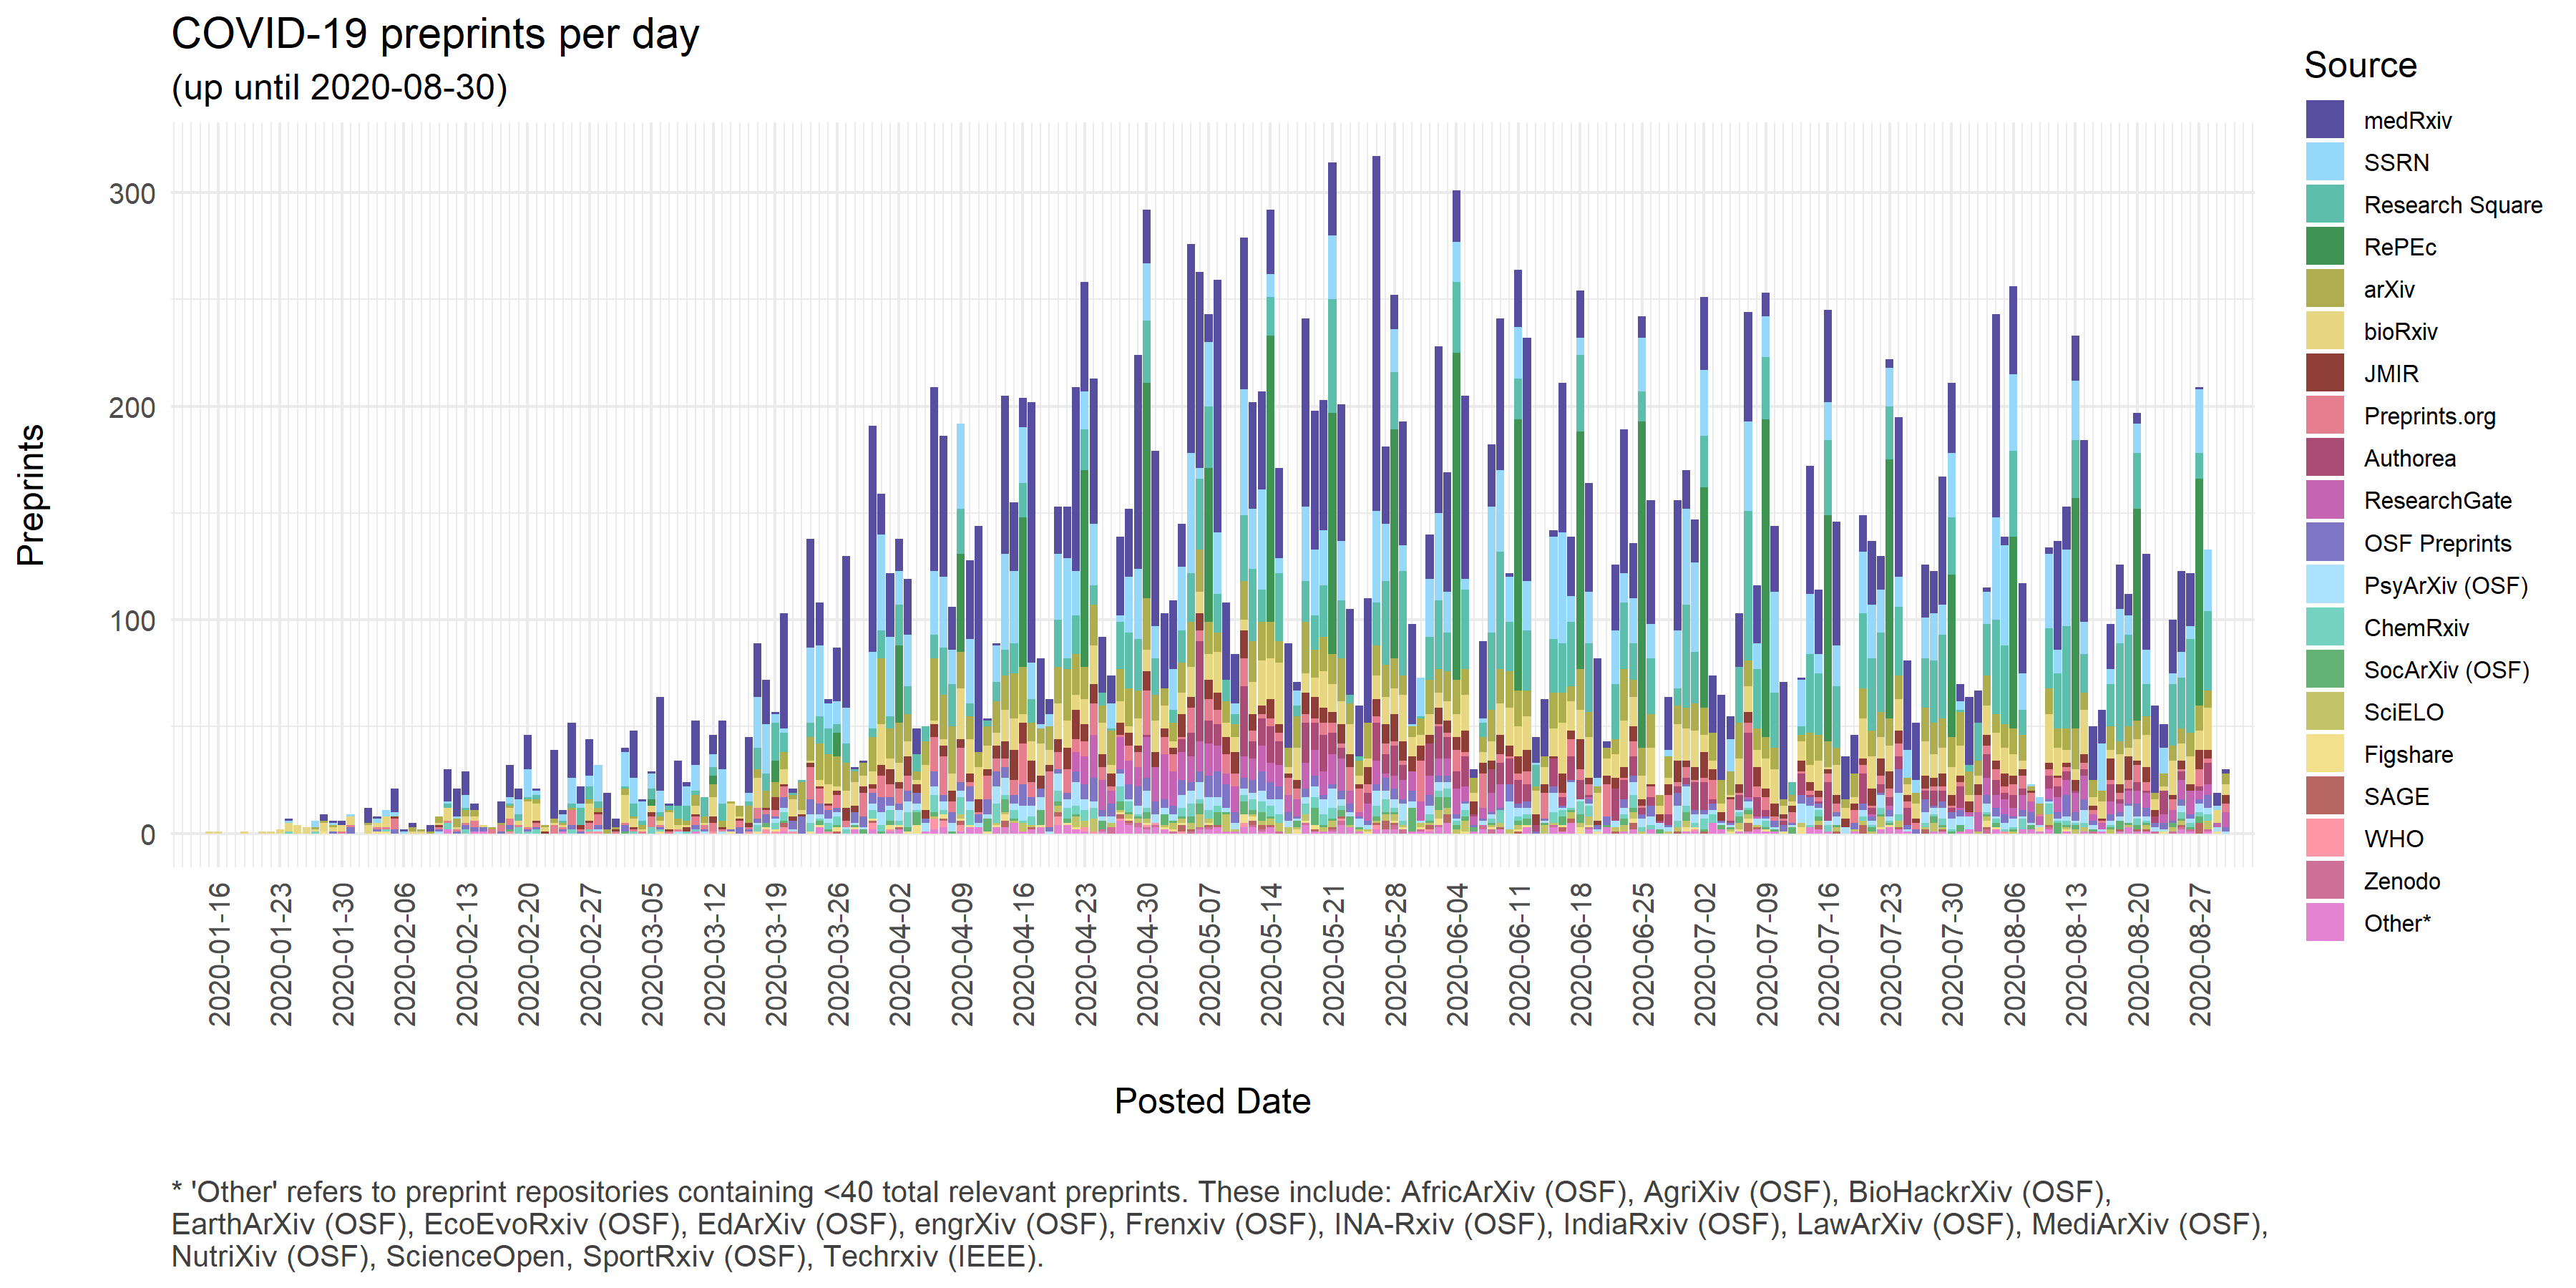 COVID-19 preprints per day
(up until 2020-08-30)
Preprints
300
200
100
0
2020-01-16
2020-01-23
2020-01-30
2020-02-06
2020-02-13
2020-02-20
2020-02-27
2020-03-05
2020-03-12
2020-03-19
2020-03-26
2020-04-02
2020-04-09
2020-04-16
2020-04-23
2020-04-30
2020-05-07
2020-05-14
2020-05-21
2020-05-28
2020-06-04
2020-06-11
2020-06-18
2020-06-25
2020-07-02
2020-07-09
2020-07-16
2020-07-23
2020-07-30
2020-08-06
2020-08-13
2020-08-20
2020-08-27
Posted Date
Source
medRxiv
SSRN
Research Square
RePEc
arXiv
bioRxiv
JMIR
Preprints.org
Authorea
ResearchGate
OSF Preprints
PsyArXiv (OSF)
ChemRxiv
SocArXiv (OSF)
SciELO
Figshare
SAGE
WHO
Zenodo
Other*
* 'Other' refers to preprint repositories containing <40 total relevant preprints. These include: AfricArXiv (OSF), AgriXiv (OSF), BioHackrXiv (OSF),
EarthArXiv (OSF), EcoEvoRxiv (OSF), EdArXiv (OSF), engrXiv (OSF), Frenxiv (OSF), INA-Rxiv (OSF), IndiaRxiv (OSF), LawArXiv (OSF), MediArXiv (OSF),
NutriXiv (OSF), ScienceOpen, SportRxiv (OSF), Techrxiv (IEEE).